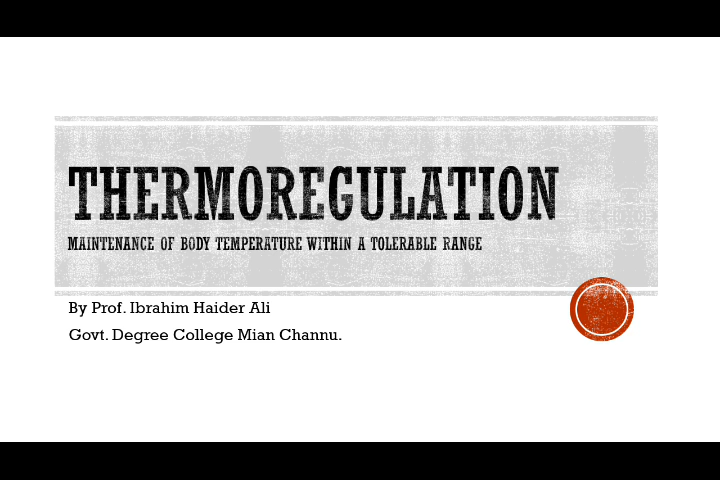 THERMOREGULATION
MAINTENANCE OF BODY TEMPERATURE WITHIN A TOLERABLE RANGE
By Prof. Ibrahim Haider Ali
Govt. Degree College Mian Channu.